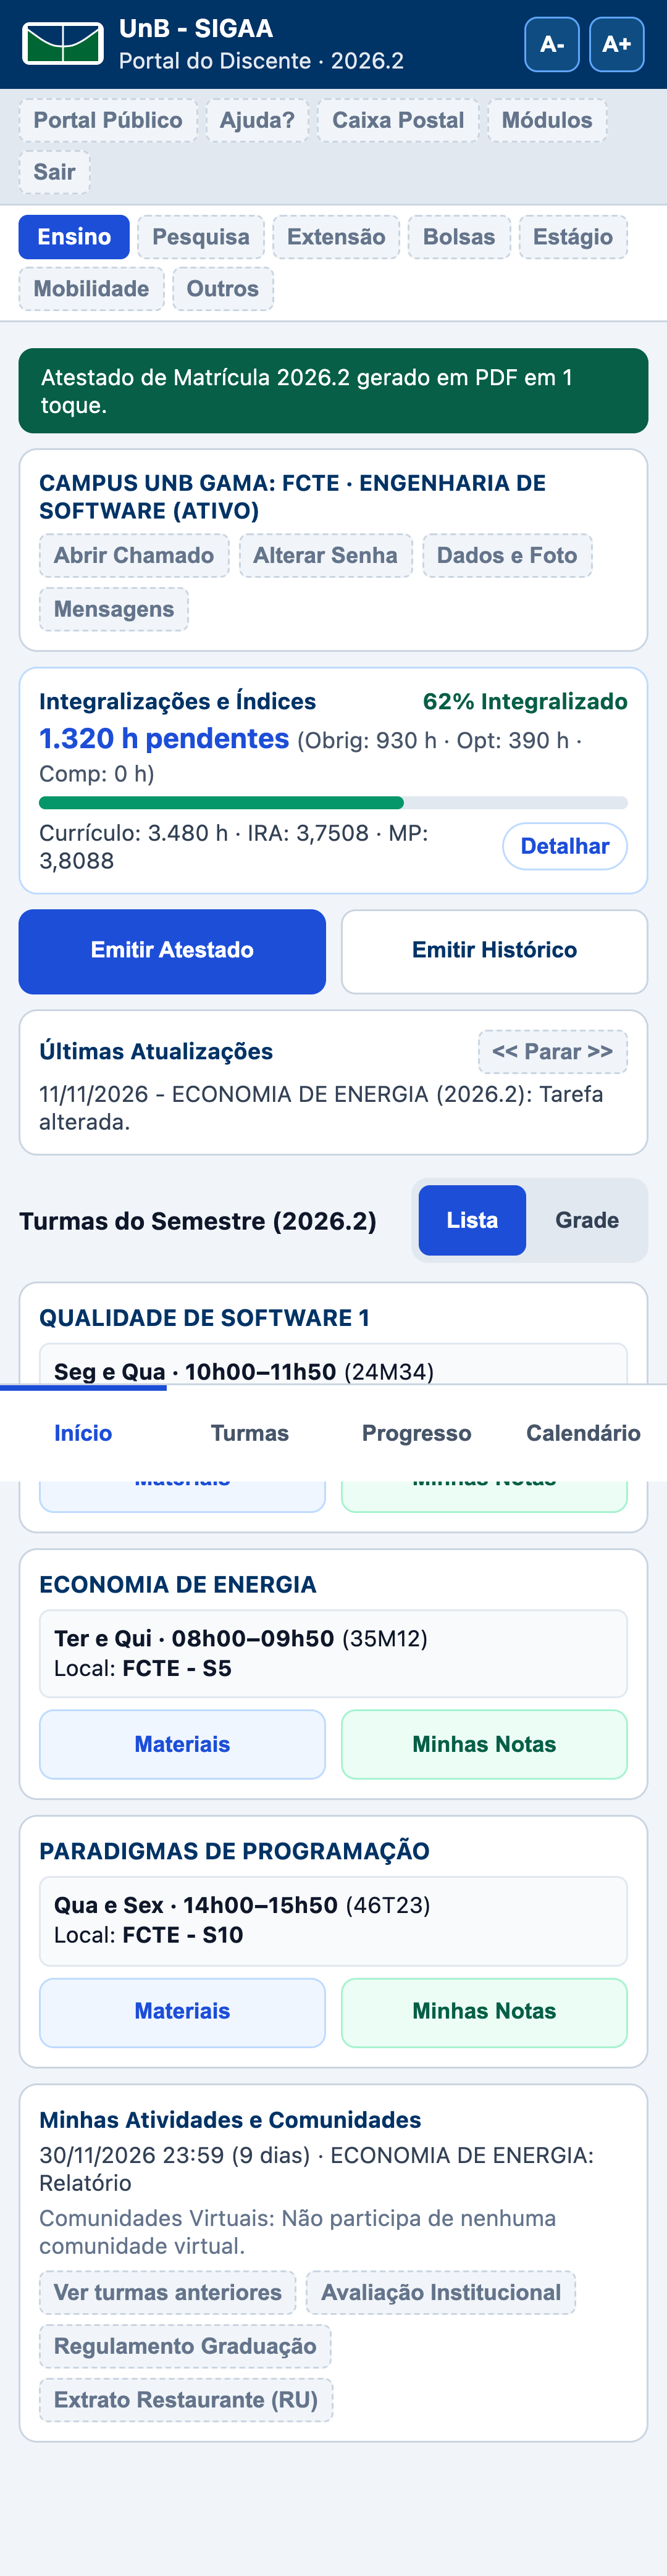 UnB - SIGAA
Portal do Discente · 2026.2
A-
A+
Portal Público
Ajuda?
Caixa Postal
Módulos
Sair
Ensino
Pesquisa
Extensão
Bolsas
Estágio
Mobilidade
Outros
Atestado de Matrícula 2026.2 gerado em PDF em 1
toque.
CAMPUS UNB GAMA: FCTE · ENGENHARIA DE
SOFTWARE (ATIVO)
Abrir Chamado
Alterar Senha
Dados e Foto
Mensagens
Integralizações e Índices
62% Integralizado
1.320 h pendentes (Obrig: 930 h · Opt: 390 h ·
Comp: 0 h)
Currículo: 3.480 h · IRA: 3,7508 · MP:
3,8088
Detalhar
Emitir Atestado
Emitir Histórico
Últimas Atualizações
<< Parar >>
11/11/2026 - ECONOMIA DE ENERGIA (2026.2): Tarefa
alterada.
Turmas do Semestre (2026.2)
Lista
Grade
QUALIDADE DE SOFTWARE 1
Seg e Qua · 10h00–11h50 (24M34)
Início
Turmas
Progresso
Calendário
Materiais
Minhas Notas
ECONOMIA DE ENERGIA
Ter e Qui · 08h00–09h50 (35M12)
Local: FCTE - S5
Materiais
Minhas Notas
PARADIGMAS DE PROGRAMAÇÃO
Qua e Sex · 14h00–15h50 (46T23)
Local: FCTE - S10
Materiais
Minhas Notas
Minhas Atividades e Comunidades
30/11/2026 23:59 (9 dias) · ECONOMIA DE ENERGIA:
Relatório
Comunidades Virtuais: Não participa de nenhuma
comunidade virtual.
Ver turmas anteriores
Avaliação Institucional
Regulamento Graduação
Extrato Restaurante (RU)